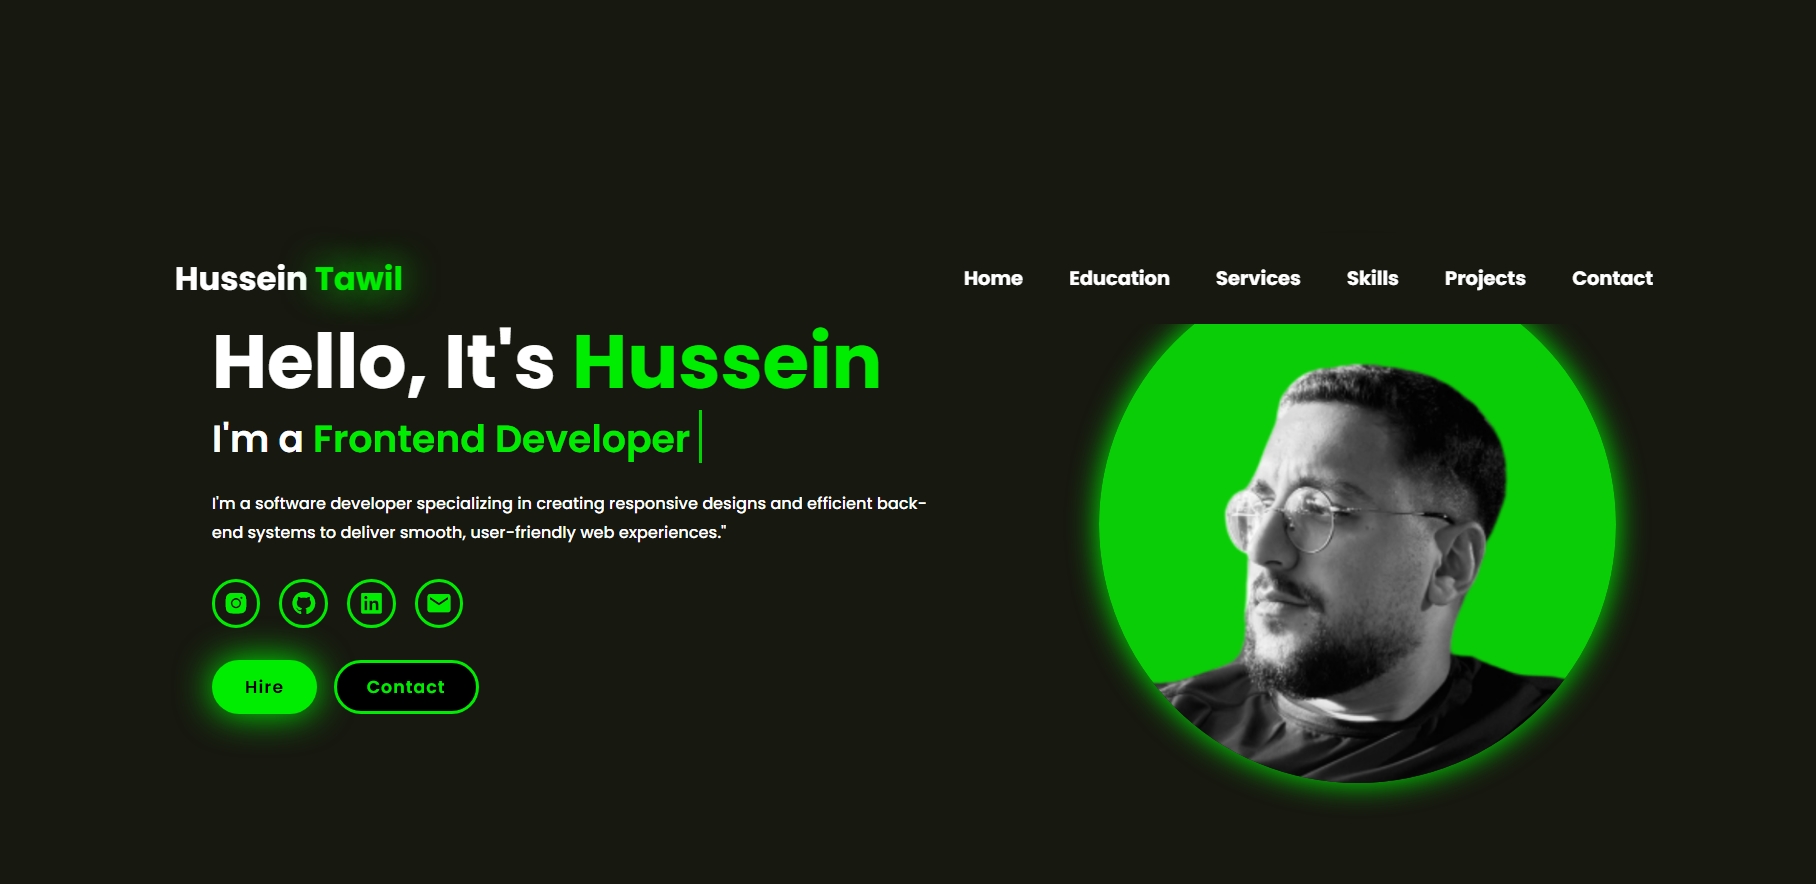 Hussein Tawil
Home Education Services Skills Projects Contact
Hello, It's Hussein
I'm a Frontend Developer
I'm a software developer specializing in creating responsive designs and efficient back-
end systems to deliver smooth, user-friendly web experiences."
in
Hire Contact